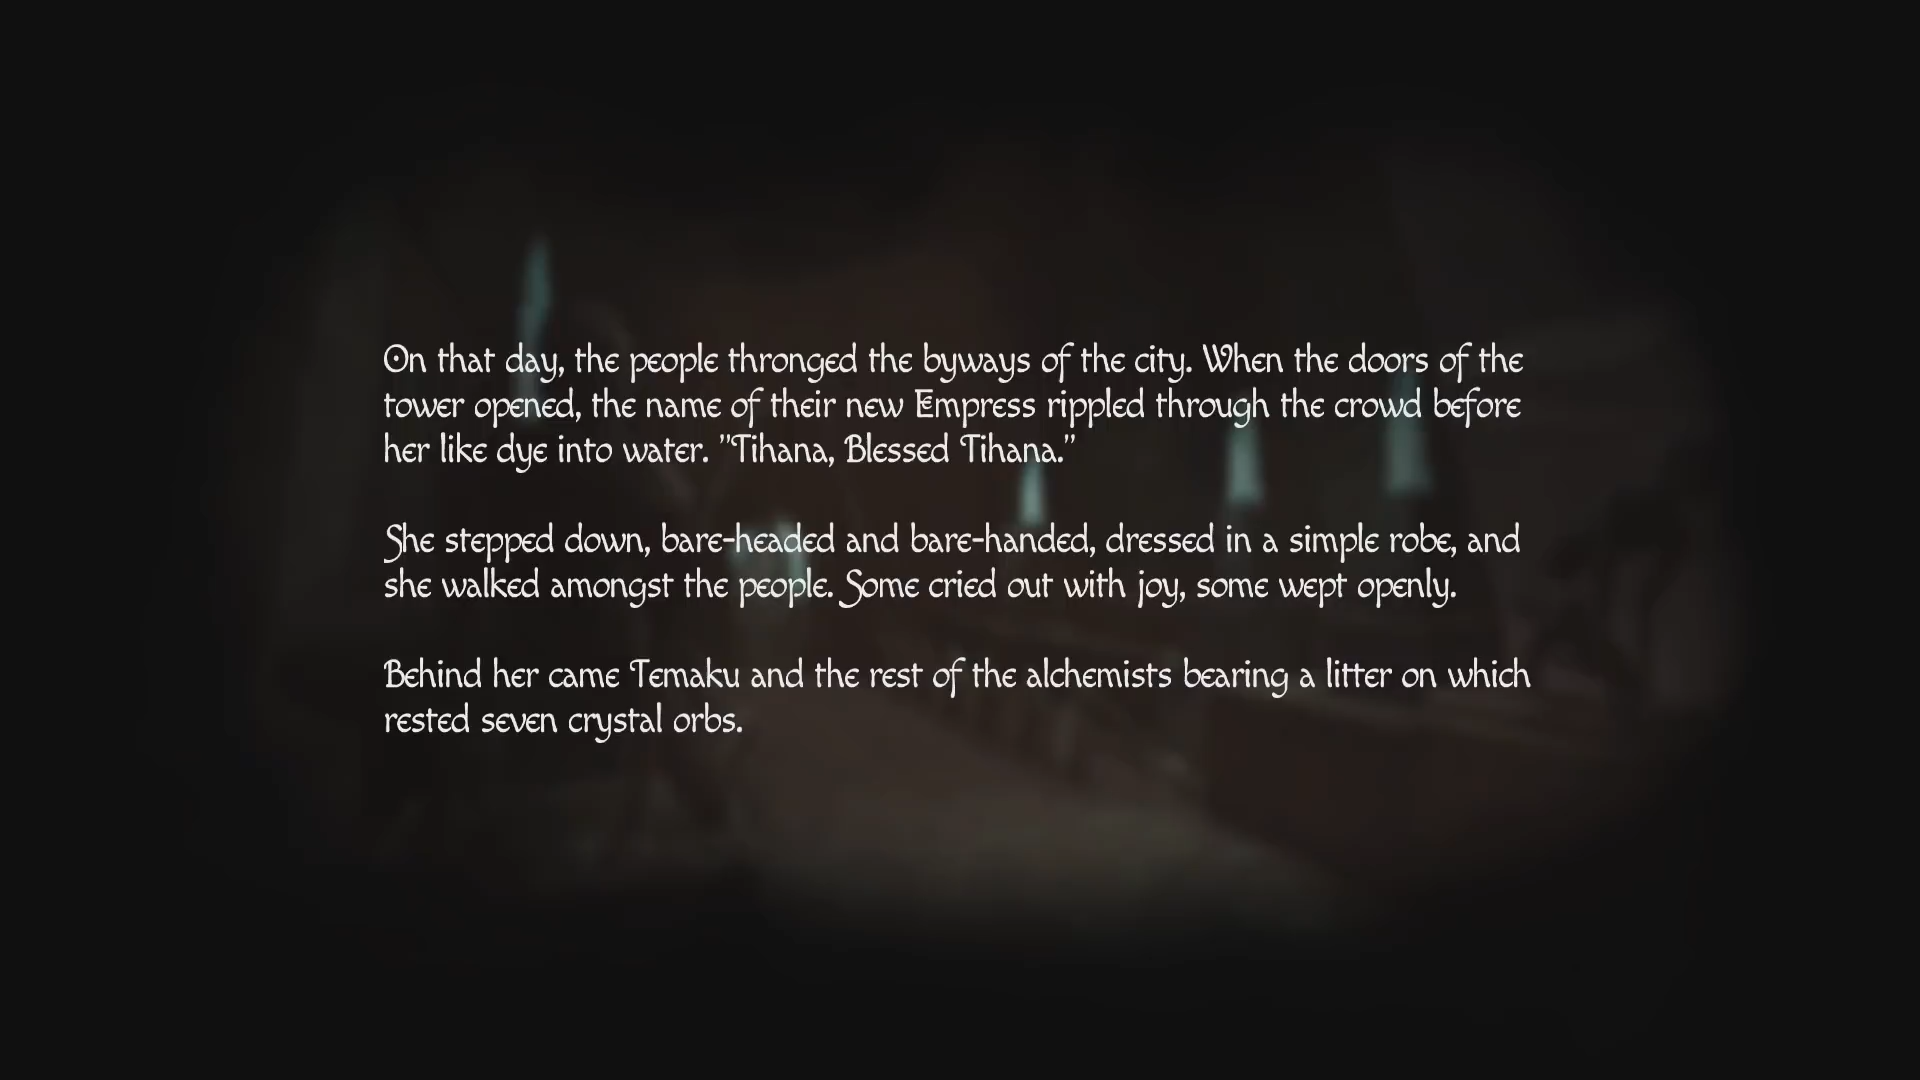 On that day, the people thronged the byways of the city. When the doors of the
tower opened, the name of their new Empress rippled through the crowd before
her like dye into water. "Tihana, Blessed Tihana."
She stepped down, bare-headed and bare-handed, dressed in a simple robe, and
she walked amongst the people. Some cried out with joy, some wept openly.
Behind her came Temaku and the rest of the alchemists bearing a litter on which
rested seven crystal orbs.